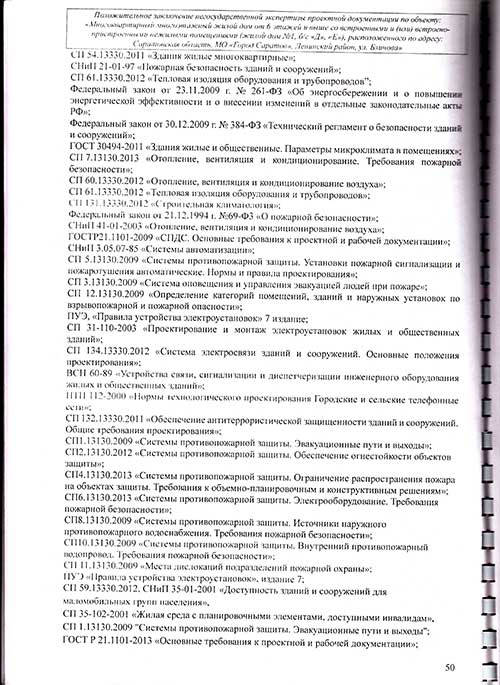 Положительное заключение негосударственной экспертизы проектной документации по объекту:
«Многоквартирный многоэтажный жилой дом от 6 этажей и выше со встроенными и (или) встроено-
пристроенными нежилыми помещениями (жилой дом №1, б/с «Д», «Е»), расположенного по адресу:
Саратовская область, МО «Город Саратов», Ленинский район, ул. Блинова»
СП 54.13330.2011 «Здания жилые многоквартирные»;
СНиП 21-01-97 «Пожарная безопасность зданий и сооружений»;
СП 61.13330.2012 «Тепловая изоляция оборудования и трубопроводов";
Федеральный закон от 23.11.2009 г. № 261-ФЗ «Об энергосбережении и о повышении
энергетической эффективности и о внесении изменений в отдельные законодательные акты
РФ»;
Федеральный закон от 30.12.2009 г. № 384-ФЗ «Технический регламент о безопасности зданий
и сооружений»;
ГОСТ 30494-2011 «Здания жилые и общественные. Параметры микроклимата в помещениях»;
СП 7.13130.2013 «Отопление, вентиляция и кондиционирование. Требования пожарной
безопасности»;
СП 60.13330.2012 «Отопление, вентиляция и кондиционирование воздуха»;
СП 61.13330.2012 «Тепловая изоляция оборудования и трубопроводов»;
СП 131.13330.2012 «Строительная климатология»;
Федеральный закон от 21.12.1994 г. №69-ФЗ «О пожарной безопасности»;
СНиП 41-01-2003 «Отопление, вентиляция и кондиционирование воздуха»;
ГОСТР21.1101-2009 «СПДС. Основные требования к проектной и рабочей документации»;
СНиП 3.05.07-85 «Системы автоматизации»;
СП 5.13130.2009 «Системы противопожарной защиты. Установки пожарной сигнализации и
пожаротушения автоматические. Нормы и правила проектирования»;
СП 3.13130.2009 «Система оповещения и управления эвакуацией людей при пожаре»;
СП 12.13130.2009 «Определение категорий помещений, зданий и наружных установок по
взрывопожарной и пожарной опасности»;
ПУЭ, «Правила устройства электроустановок» 7 издание;
СП 31-110-2003 «Проектирование и монтаж электроустановок жилых и общественных
зданий»;
СП 134.13330.2012 «Система электросвязи зданий и сооружений. Основные положения
проектирования»;
ВСН 60-89 «Устройства связи, сигнализации и диспетчеризации инженерного оборудования
жилых и общественных зданий»;
НТП 112-2000 «Нормы технологического проектирования Городские и сельские телефонные
сети»;
СП 132.13330.2011 «Обеспечение антитеррористической защищенности зданий и сооружений.
Общие требования проектирования»;
СП1.13130.2009 «Системы противопожарной защиты. Эвакуационные пути и выходы»;
СП2.13130.2012 «Системы противопожарной защиты. Обеспечение огнестойкости объектов
защиты»;
СП4.13130.2013 «Системы противопожарной защиты. Ограничение распространения пожара
на объектах защиты. Требования к объемно-планировочным и конструктивным решениям»;
СП6.13130.2013 «Системы противопожарной защиты. Электрооборудование. Требования
пожарной безопасности»;
СП8.13130.2009 «Системы противопожарной защиты. Источники наружного
противопожарного водоснабжения. Требования пожарной безопасности»;
СП10.13130.2009 «Системы противопожарной защиты. Внутренний противопожарный
водопровод. Требования пожарной безопасности»;
СП 11.13130.2009 «Места дислокаций подразделений пожарной охраны»;
ПУЭ «Правила устройства электроустановок», издание 7;
СП 59.13330.2012. СНиП 35-01-2001 «Доступность зданий и сооружений для
маломобильных групп населения»,
СП 35-102-2001 «Жилая среда с планировочными элементами, доступными инвалидам»,
СП 1.13130.2009 "Системы противопожарной защиты. Эвакуационные пути и выходы";
ГОСТ Р 21.1101-2013 «Основные требования к проектной и рабочей документации»;
50